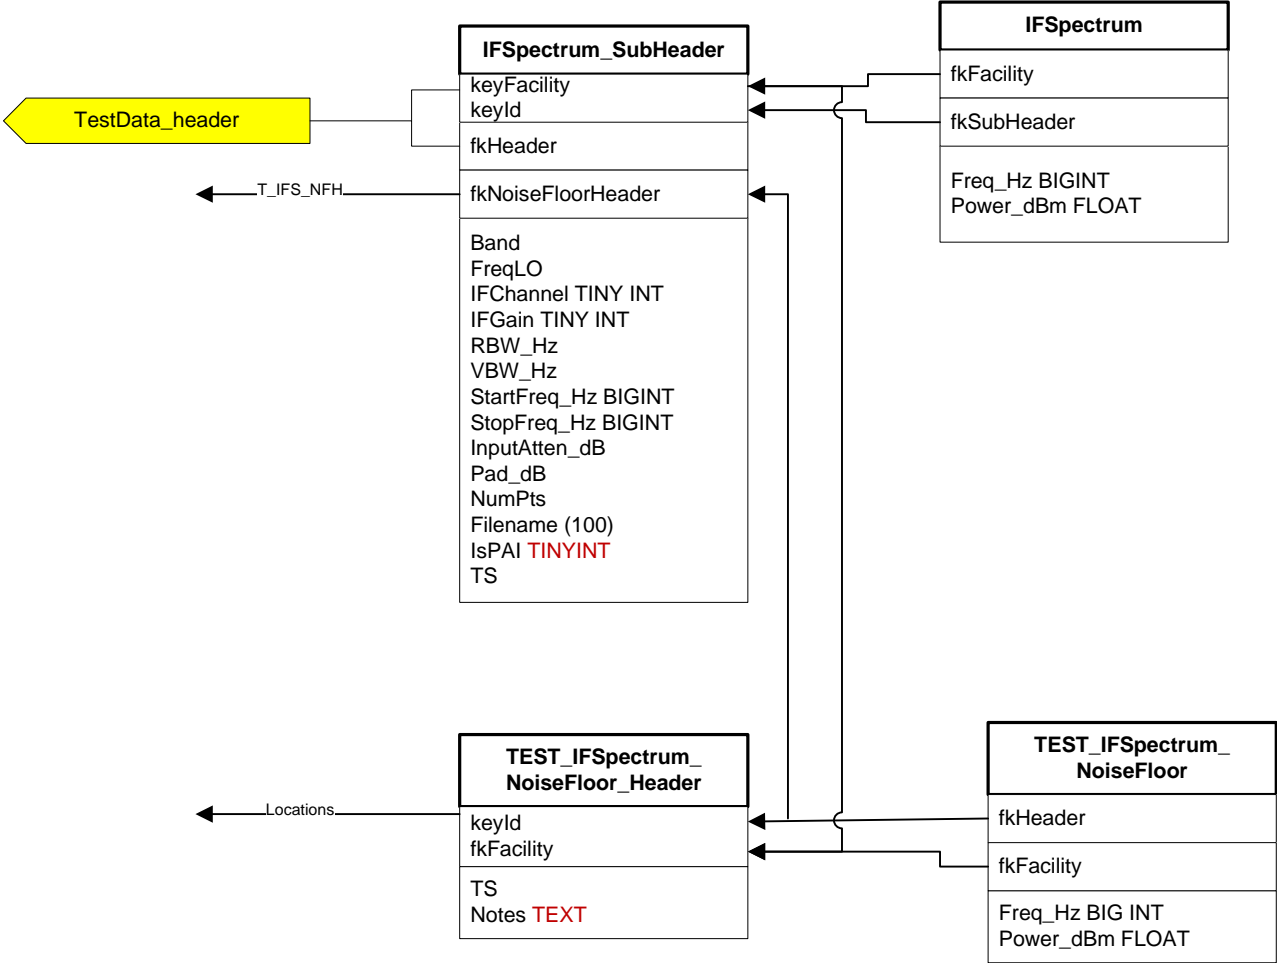 IFSpectrum_SubHeader
keyFacility
keyId
fkHeader
fkNoiseFloorHeader
Band
FreqLO
IFChannel TINY INT
IFGain TINY INT
RBW_Hz
VBW_Hz
StartFreq_Hz BIGINT
StopFreq_Hz BIGINT
InputAtten_dB
Pad_dB
NumPts
Filename (100)
IsPAI TINYINT
TS
IFSpectrum
fkFacility
fkSubHeader
Freq_Hz BIGINT
Power_dBm FLOAT
TestData_header
T_IFS_NFH
TEST_IFSpectrum_
NoiseFloor_Header
keyId
fkFacility
TS
Notes TEXT
Locations
TEST_IFSpectrum_
NoiseFloor
fkHeader
fkFacility
Freq_Hz BIG INT
Power_dBm FLOAT